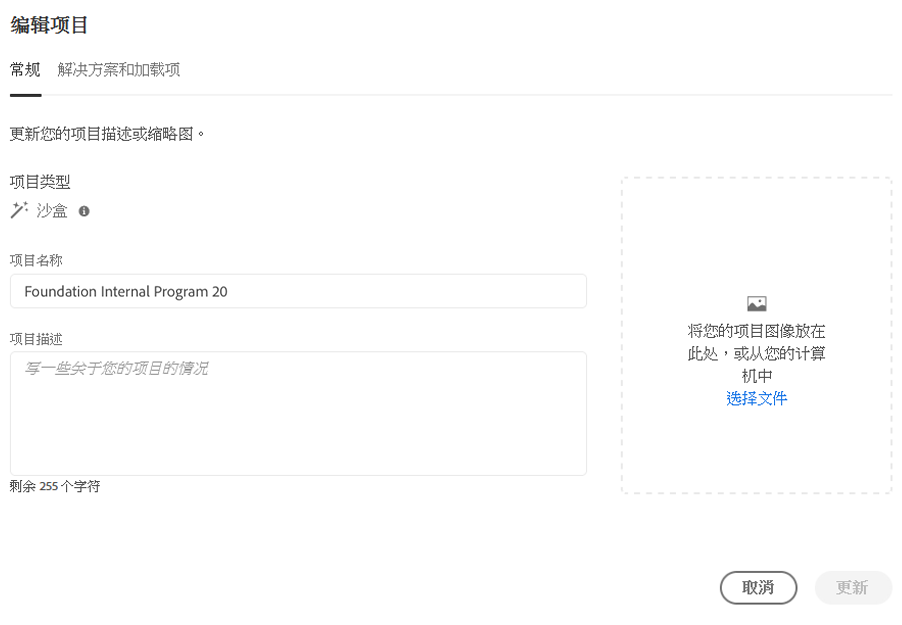 编辑项目
常规 解决方案和加载项
更新您的项目描述或缩略图。
项目类型
沙盒
项目名称
Foundation Internal Program 20
项目描述
写一些关于您的项目的情况
剩余 255 个字符
将您的项目图像放在
此处，或从您的计算
机中
选择文件
取消 更新